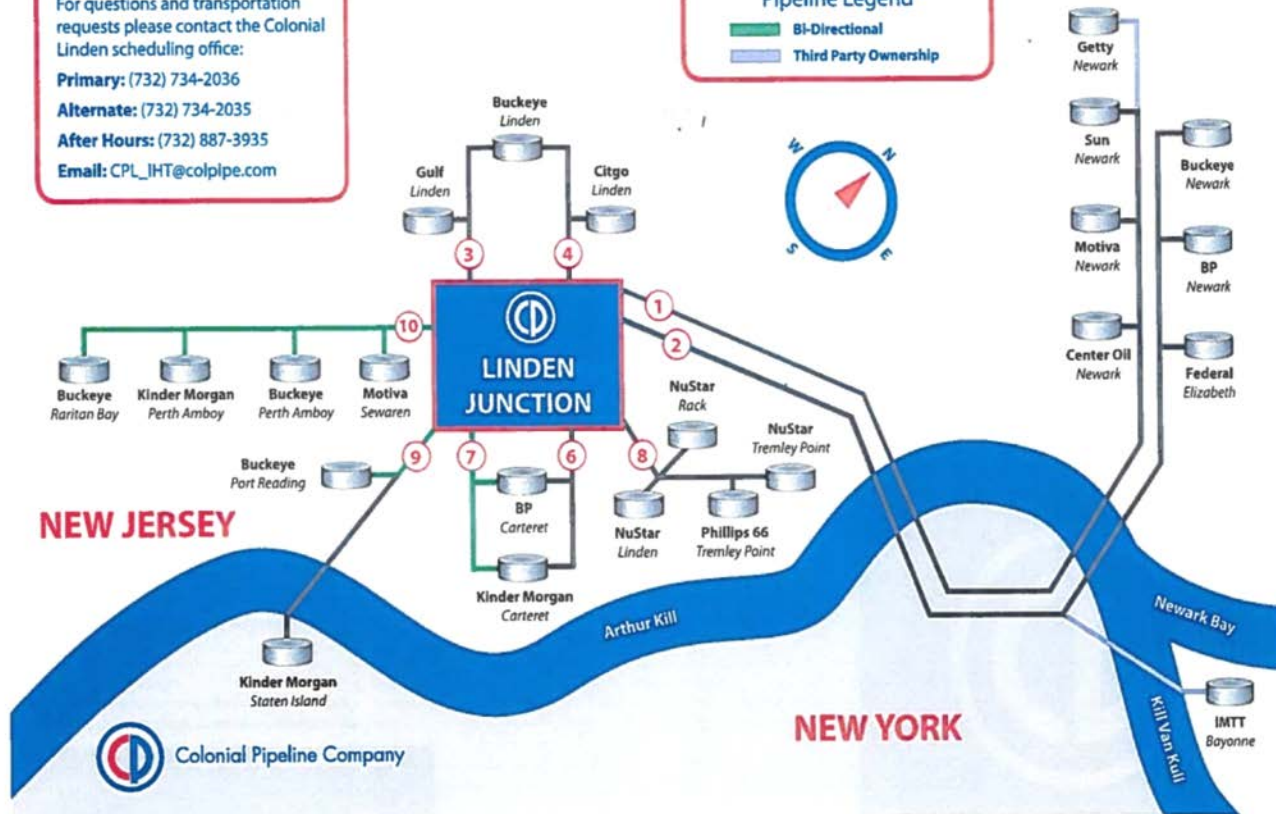 For questions and transportation
requests please contact the Colonial
Linden scheduling office:
Primary: (732) 734-2036
Alternate: (732) 734-2035
After Hours: (732) 887-3935
Email: CPL_IHT@colpipe.com
Pipeline Legend
Bi-Directional
Third Party Ownership
N
E
S
W
Buckeye
Linden
Gulf
Linden
Citgo
Linden
3
4
1
2
10
9
7
6
8
CP
LINDEN
JUNCTION
Buckeye
Raritan Bay
Kinder Morgan
Perth Amboy
Buckeye
Perth Amboy
Motiva
Sewaren
Buckeye
Port Reading
BP
Carteret
Kinder Morgan
Carteret
NuStar
Rack
NuStar
Tremley Point
NuStar
Linden
Phillips 66
Tremley Point
Getty
Newark
Sun
Newark
Motiva
Newark
Center Oil
Newark
Buckeye
Newark
BP
Newark
Federal
Elizabeth
NEW JERSEY
Kinder Morgan
Staten Island
Arthur Kill
Newark Bay
Kill Van Kull
IMTT
Bayonne
NEW YORK
CP
Colonial Pipeline Company